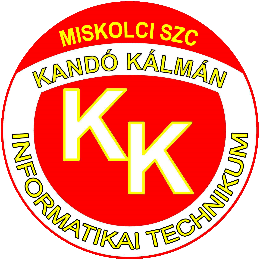 MISKOLCI SZC
KANDÓ KÁLMÁN
KK
INFORMATIKAI TECHNIKUM